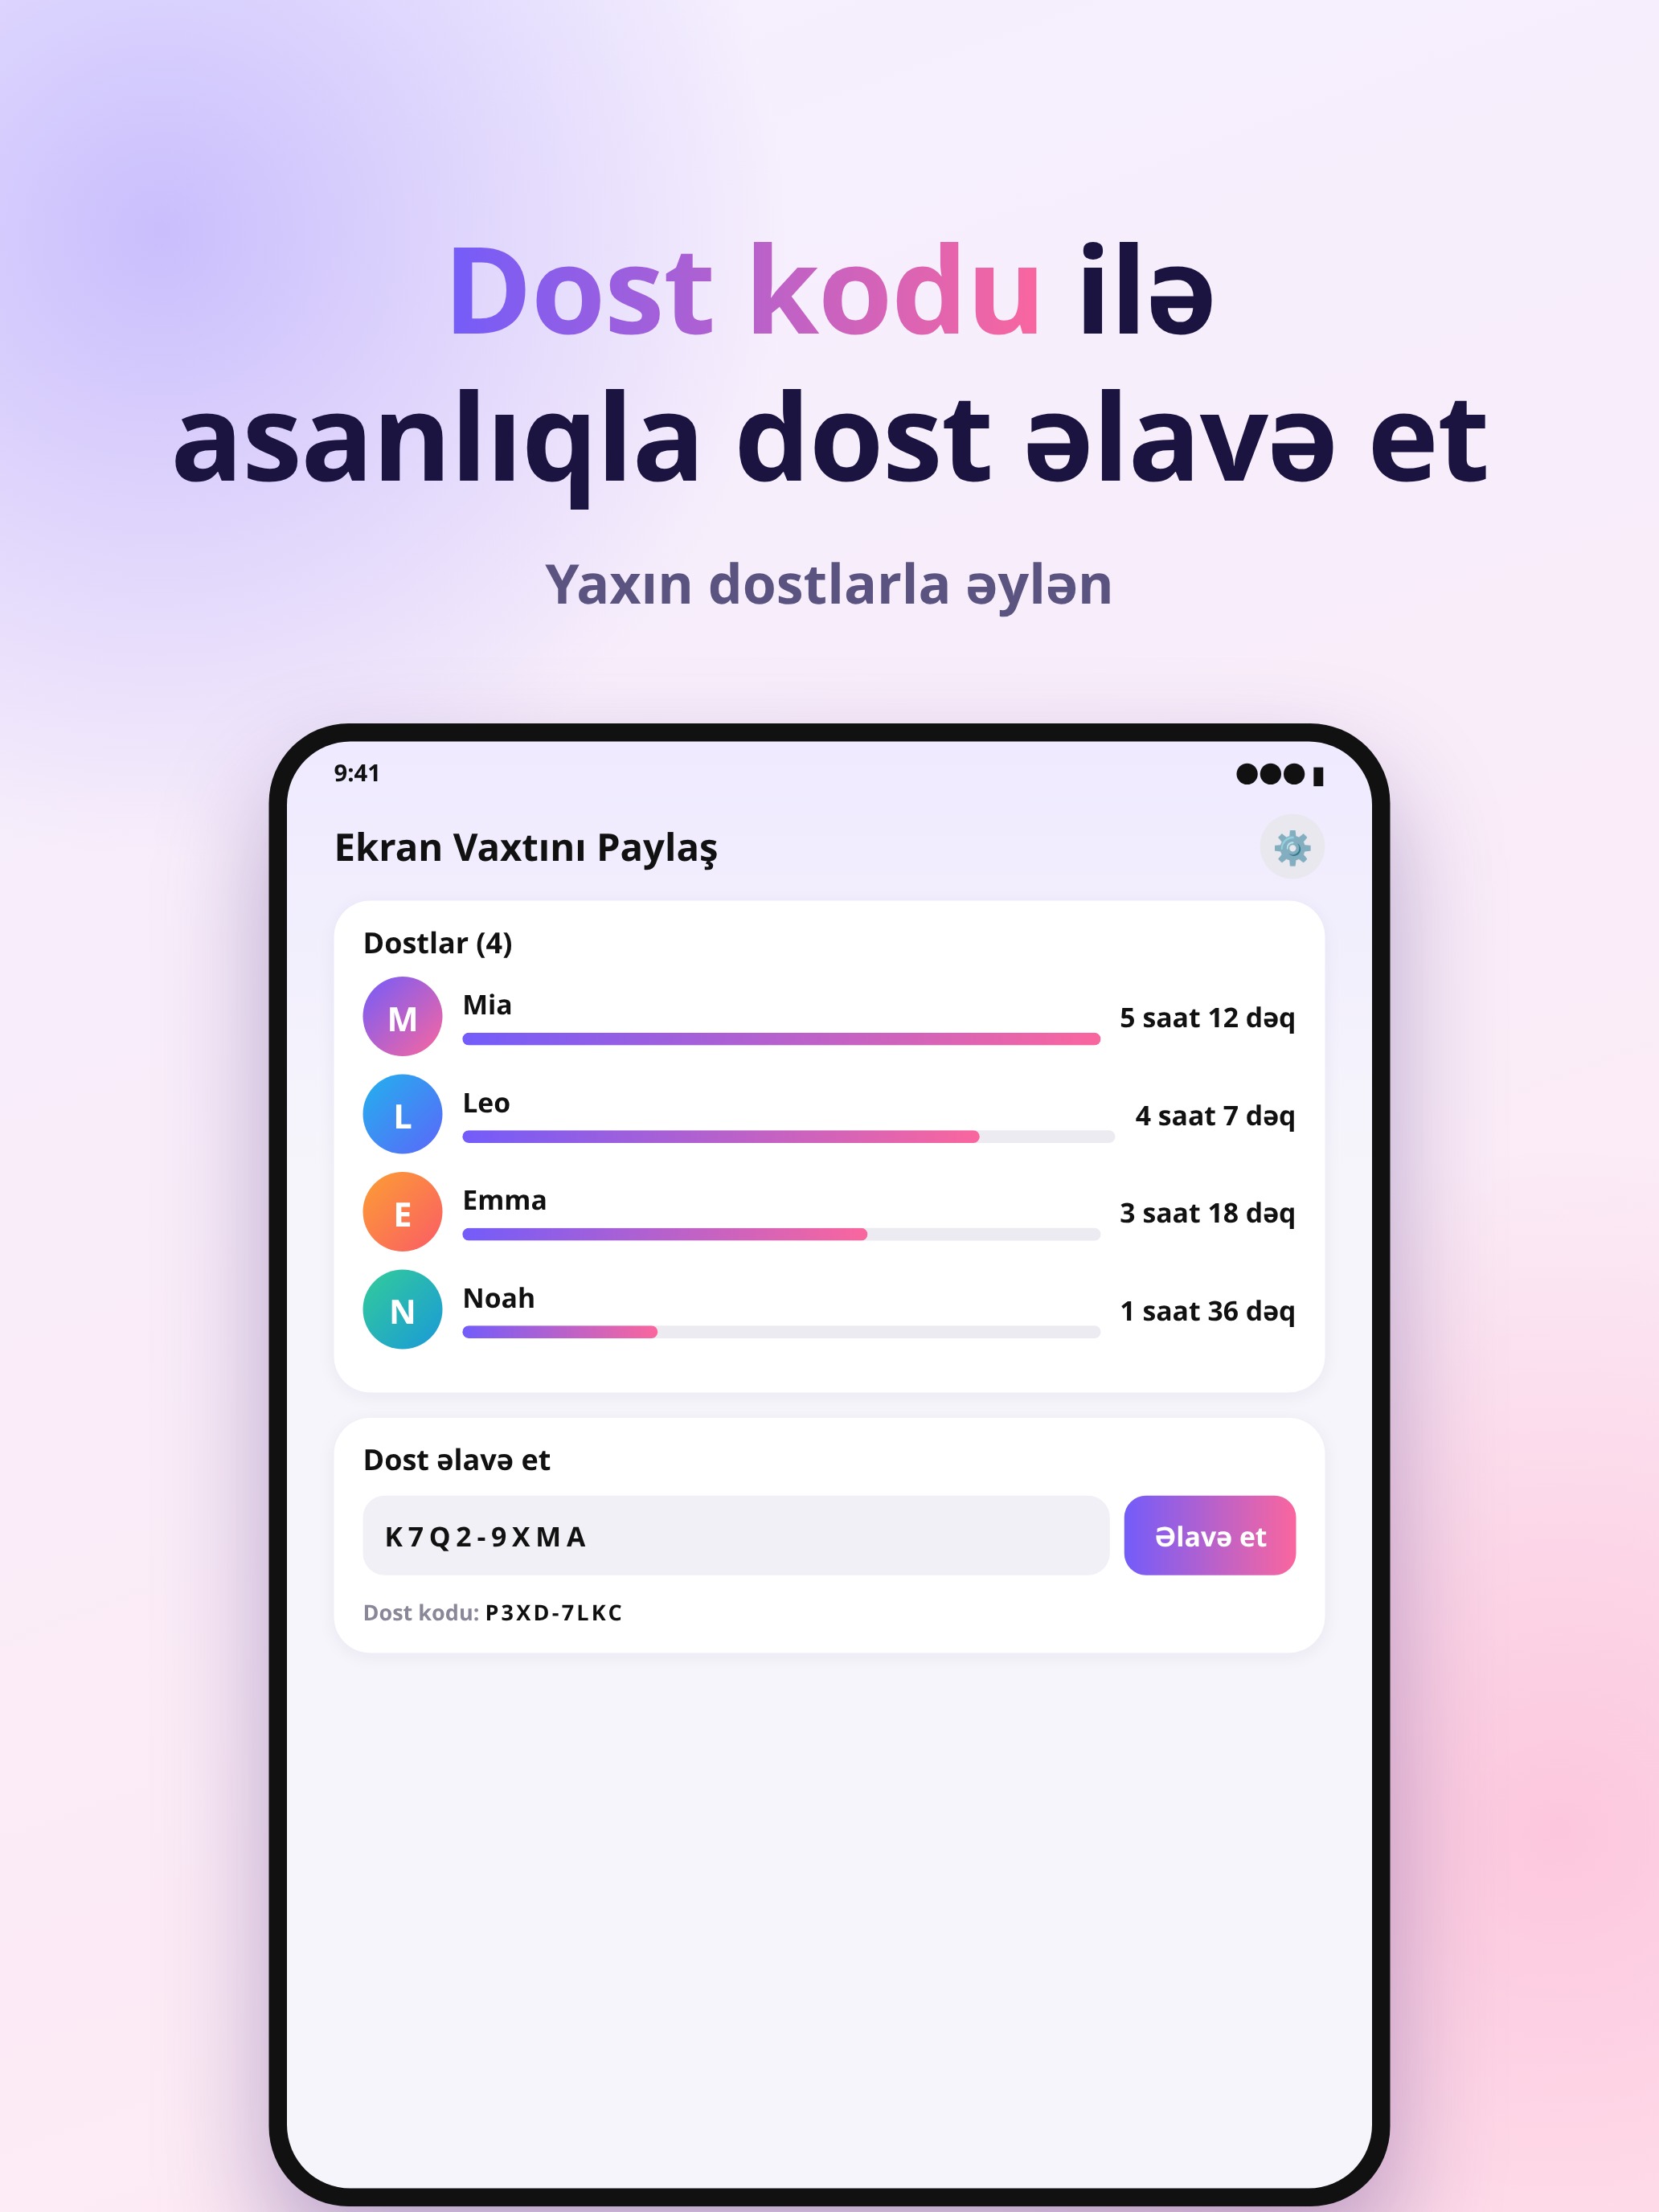 Dost kodu ilə
asanlıqla dost əlavə et
Yaxın dostlarla əylən
9:41
Ekran Vaxtını Paylaş
Dostlar (4)
M
Mia
5 saat 12 dəq
L
Leo
4 saat 7 dəq
E
Emma
3 saat 18 dəq
N
Noah
1 saat 36 dəq
Dost əlavə et
K7Q2-9XMA
Əlavə et
Dost kodu: P3XD-7LKC